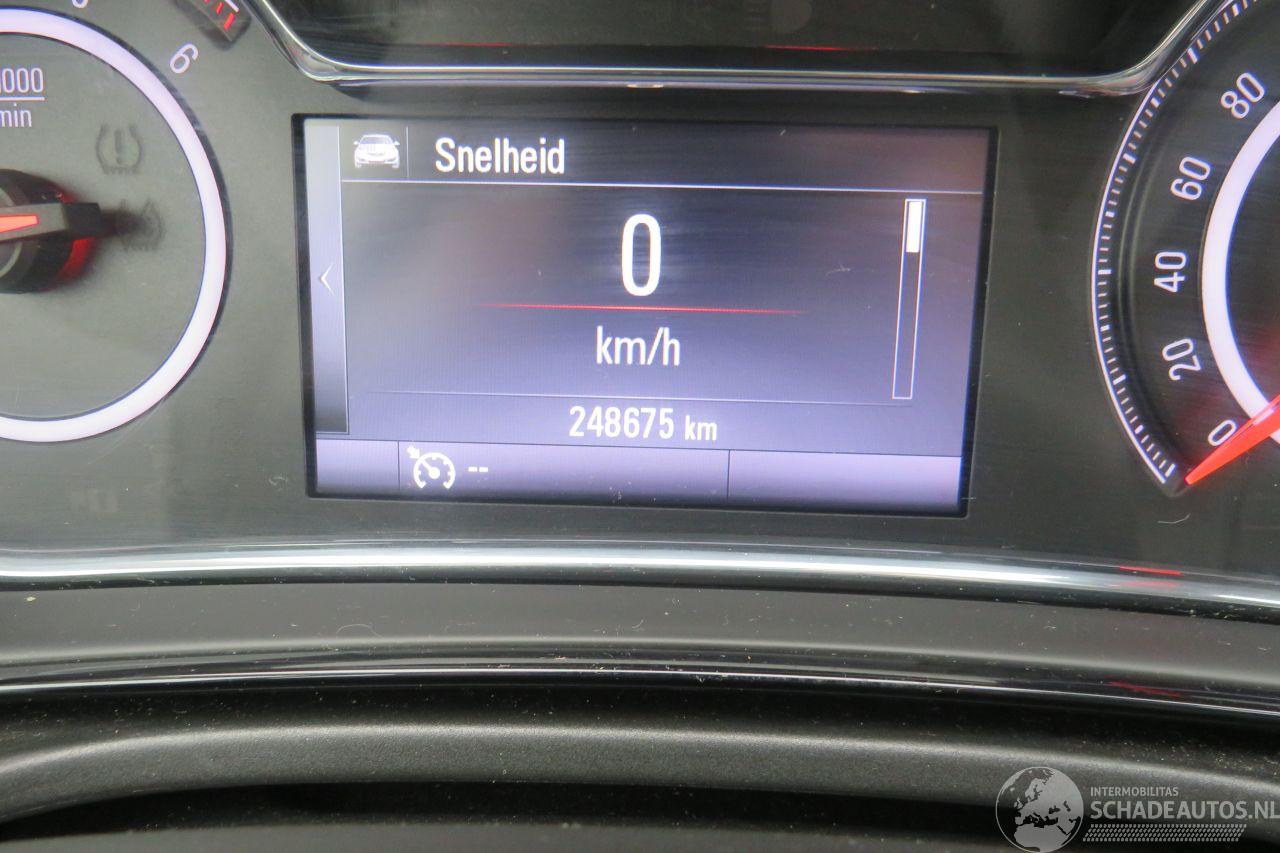 6
1000
min
Snelheid
0
km/h
248675 km
--
80
60
40
20
0
INTERMOBILITAS
SCHADEAUTOS.NL